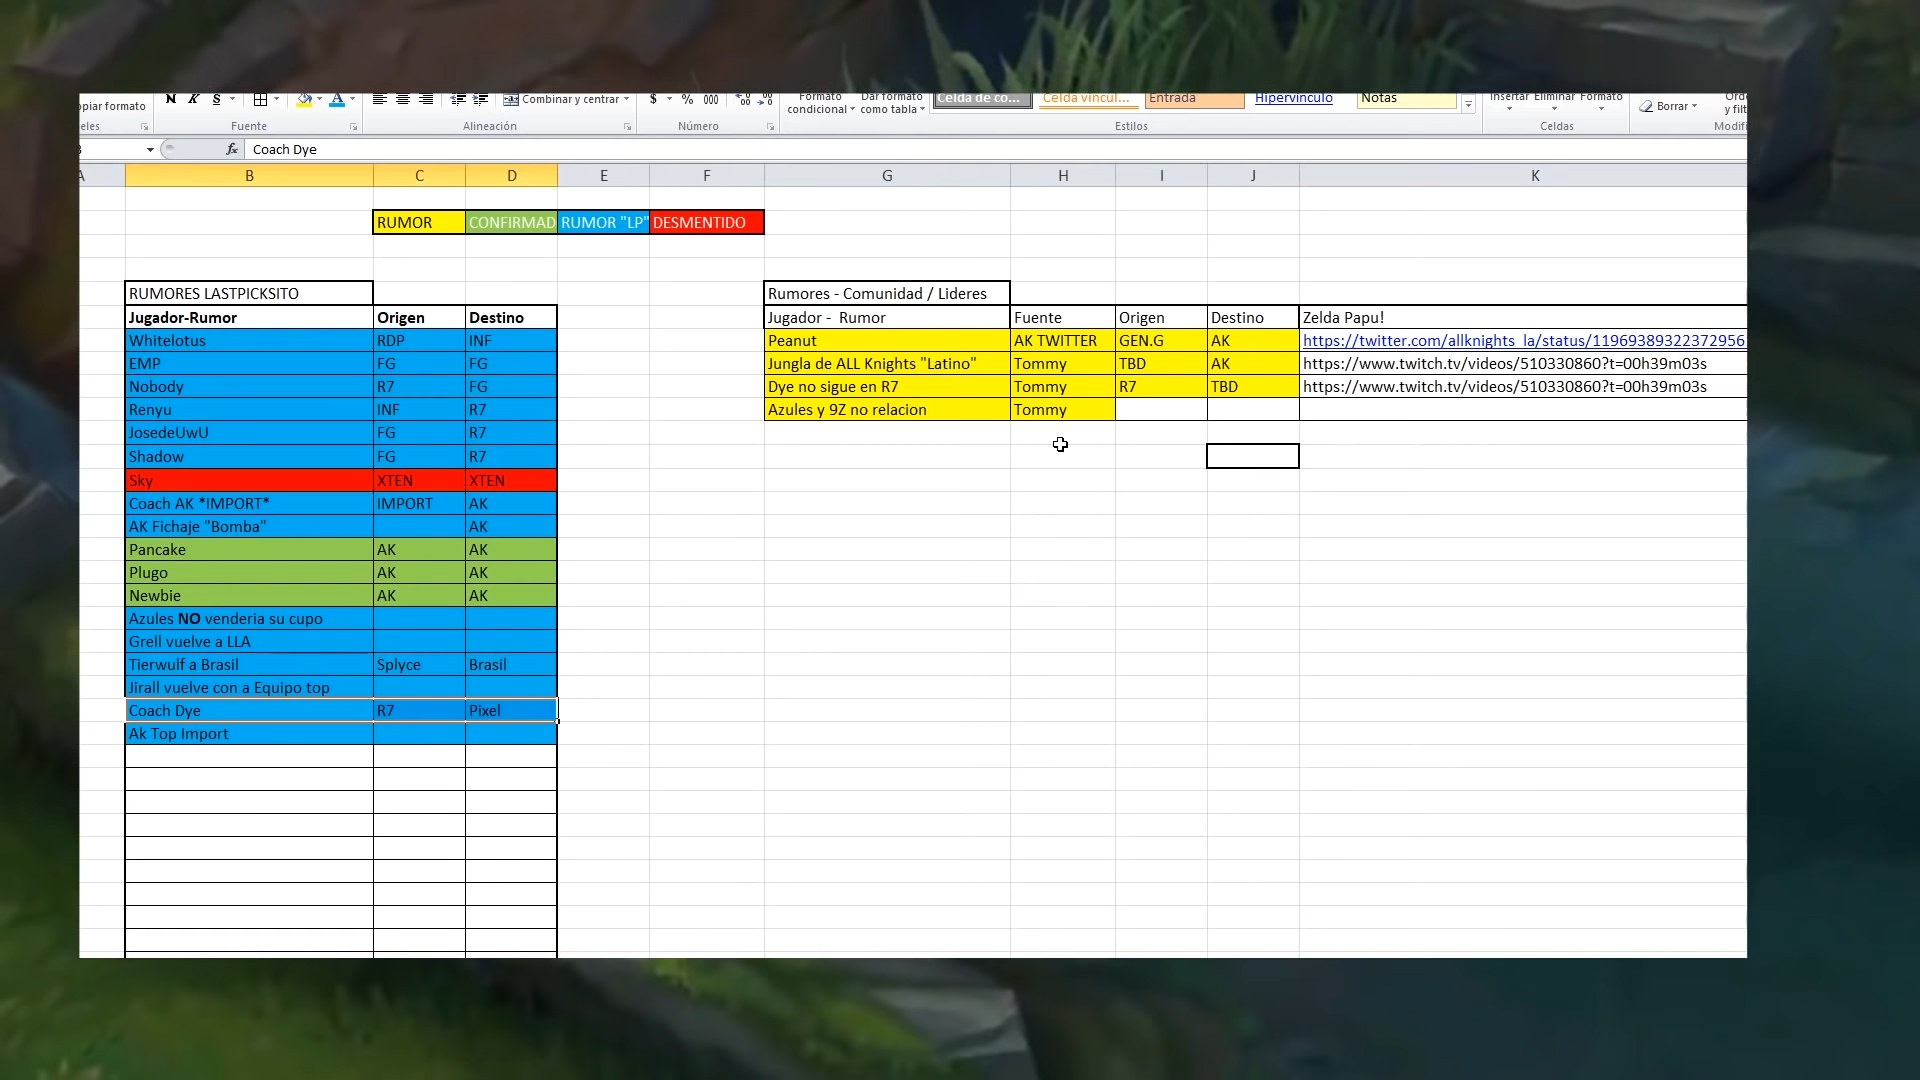 opiar formato
N K S
Combinar y centrar
$ % 000
Formato condicional
Dar formato como tabla
Celda de co...
Celda vincul...
Entrada
Hipervínculo
Notas
Insertar Eliminar Formato
Borrar
y filt
eles Fuente Alineación Número Estilos Celdas Modifi
fx Coach Dye
A B C D E F G H I J K
RUMOR CONFIRMAD RUMOR "LP" DESMENTIDO
RUMORES LASTPICKSITO
Jugador-Rumor Origen Destino
Whitelotus RDP INF
EMP FG FG
Nobody R7 FG
Renyu INF R7
JosedeUwU FG R7
Shadow FG R7
Sky XTEN XTEN
Coach AK *IMPORT* IMPORT AK
AK Fichaje "Bomba" AK
Pancake AK AK
Plugo AK AK
Newbie AK AK
Azules NO venderia su cupo
Grell vuelve a LLA
Tierwulf a Brasil Splyce Brasil
Jirall vuelve con a Equipo top
Coach Dye R7 Pixel
Ak Top Import
Rumores - Comunidad / Lideres
Jugador - Rumor Fuente Origen Destino Zelda Papu!
Peanut AK TWITTER GEN.G AK https://twitter.com/allknights_la/status/11969389322372956
Jungla de ALL Knights "Latino" Tommy TBD AK https://www.twitch.tv/videos/510330860?t=00h39m03s
Dye no sigue en R7 Tommy R7 TBD https://www.twitch.tv/videos/510330860?t=00h39m03s
Azules y 9Z no relacion Tommy